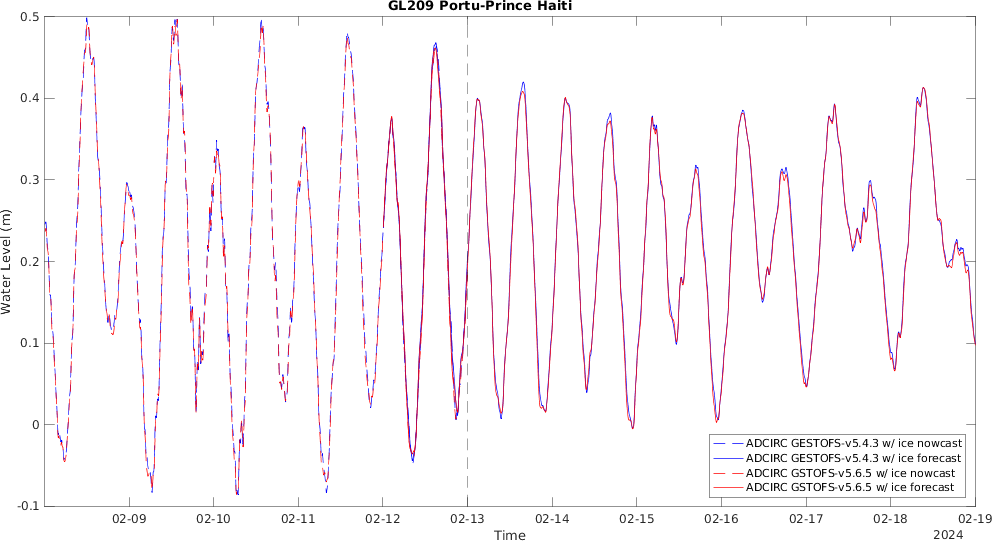 GL209 Portu-Prince Haiti
0.5
0.4
0.3
0.2
0.1
0
-0.1
Water Level (m)
02-09
02-10
02-11
02-12
02-13
02-14
02-15
02-16
02-17
02-18
02-19
Time
2024
ADCIRC GESTOFS-v5.4.3 w/ ice nowcast
ADCIRC GESTOFS-v5.4.3 w/ ice forecast
ADCIRC GSTOFS-v5.6.5 w/ ice nowcast
ADCIRC GSTOFS-v5.6.5 w/ ice forecast